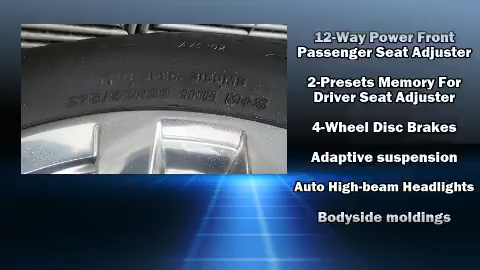 12-Way Power Front
Passenger Seat Adjuster
2-Presets Memory For
Driver Seat Adjuster
4-Wheel Disc Brakes
Adaptive suspension
Auto High-beam Headlights
Bodyside moldings